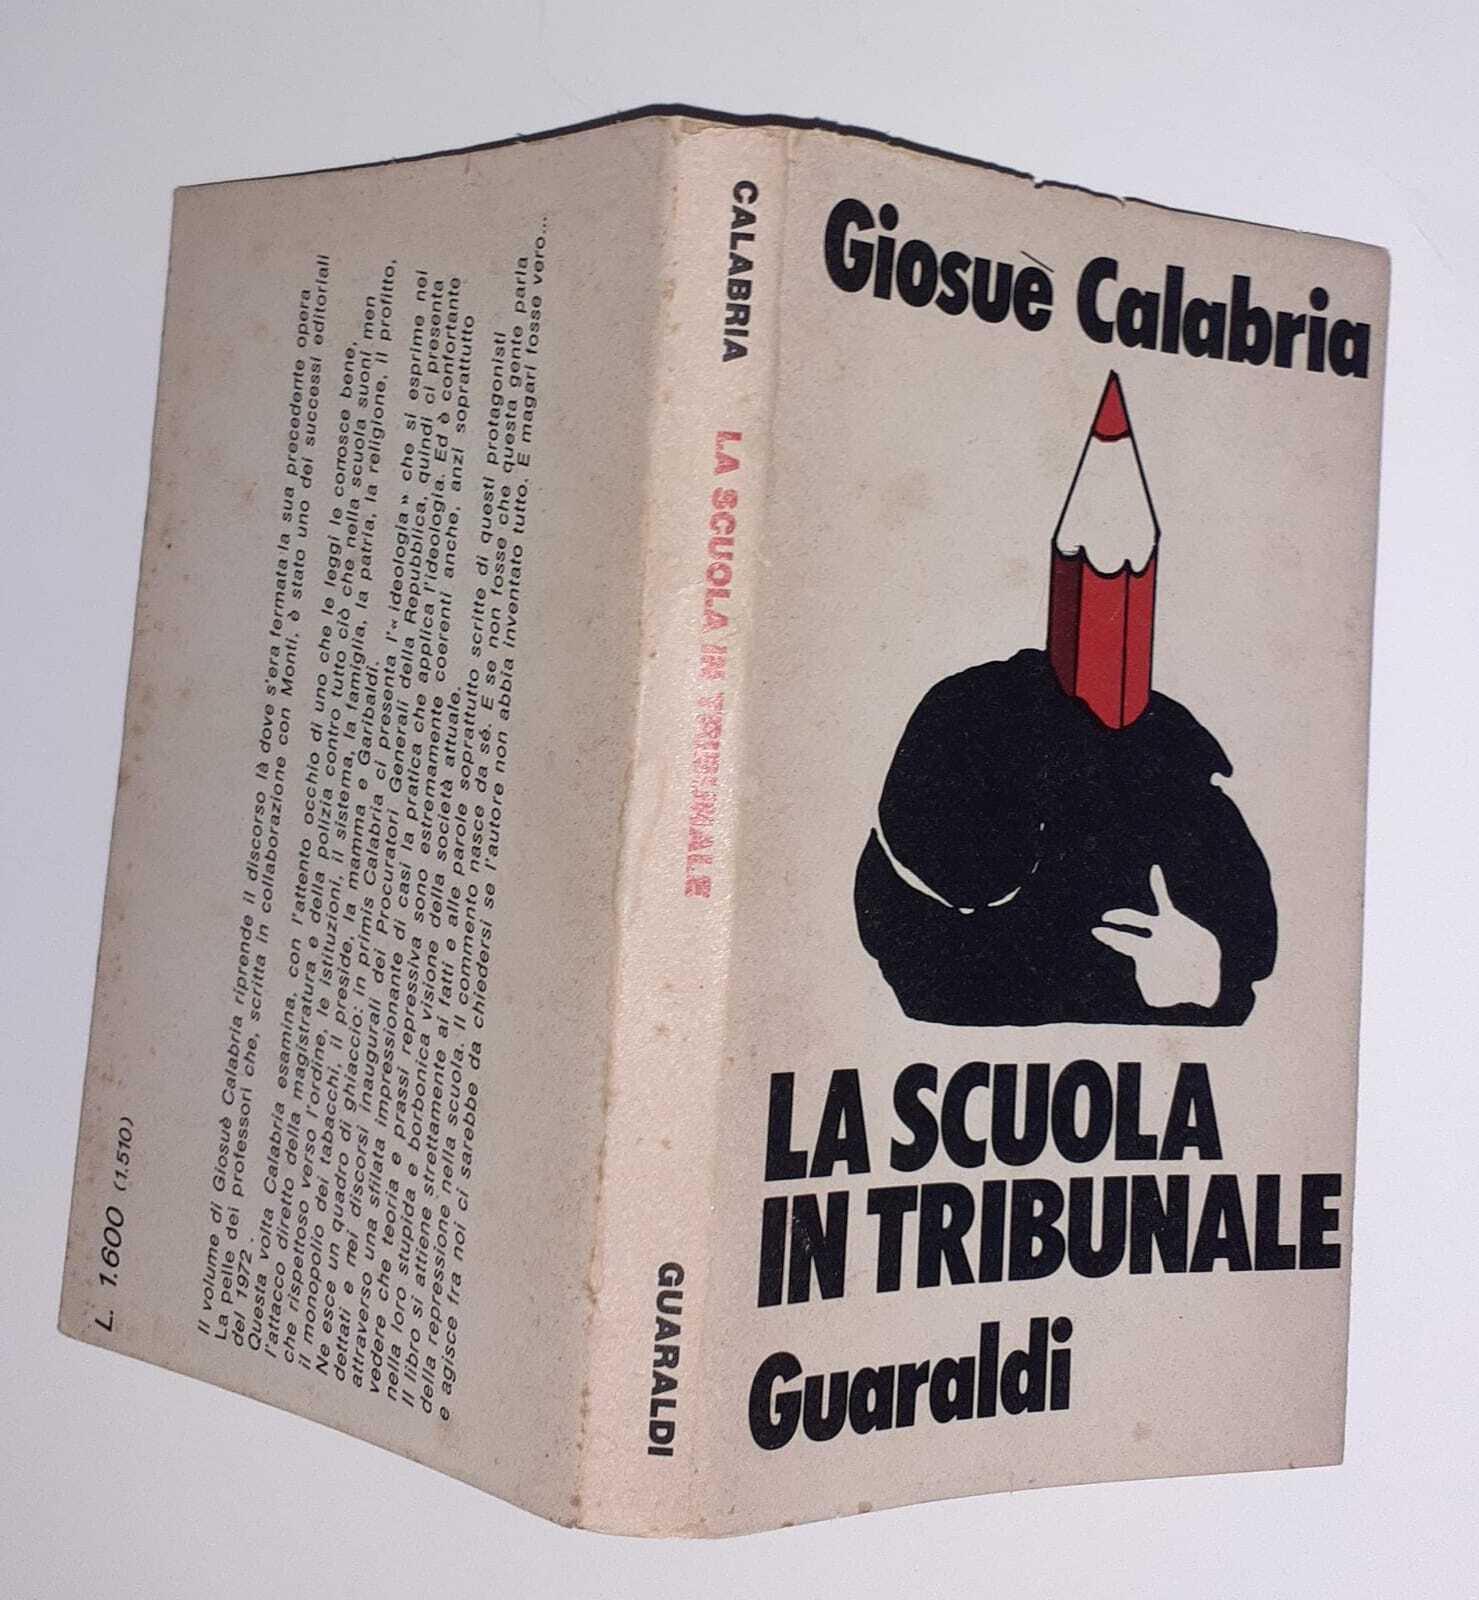 Giosuè Calabria
LA SCUOLA
IN TRIBUNALE
Guaraldi
CALABRIA LA SCUOLA IN TRIBUNALE GUARALDI
Il volume di Giosuè Calabria riprende il discorso là dove s'era fermata la sua precedente opera
La pelle dei professori che, scritta in collaborazione con Monti, è stato uno dei successi editoriali
del 1972.
Questa volta Calabria esamina, con l'attento occhio di uno che le leggi le conosce bene,
l'attacco diretto della magistratura e della polizia contro tutto ciò che nella scuola suoni men
che rispettoso verso l'ordine, le istituzioni, il sistema, la famiglia, la patria, la religione, il profitto,
il monopolio dei tabacchi, il preside, la mamma e Garibaldi.
Ne esce un quadro di ghiaccio: in primis Calabria ci presenta l'« ideologia » che si esprime nei
dettati e nei discorsi inaugurali dei Procuratori Generali della Repubblica, quindi ci presenta
attraverso una sfilata impressionante di casi la pratica che applica l'ideologia. Ed è confortante
vedere che teoria e prassi repressiva sono estremamente coerenti anche, anzi soprattutto
nella loro stupida e borbonica visione della società attuale.
Il libro si attiene strettamente ai fatti e alle parole soprattutto scritte di questi protagonisti
della repressione nella scuola. Il commento nasce da sé. E se non fosse che questa gente parla
e agisce fra noi ci sarebbe da chiedersi se l'autore non abbia inventato tutto. E magari fosse vero...
L. 1.600 (1.510)